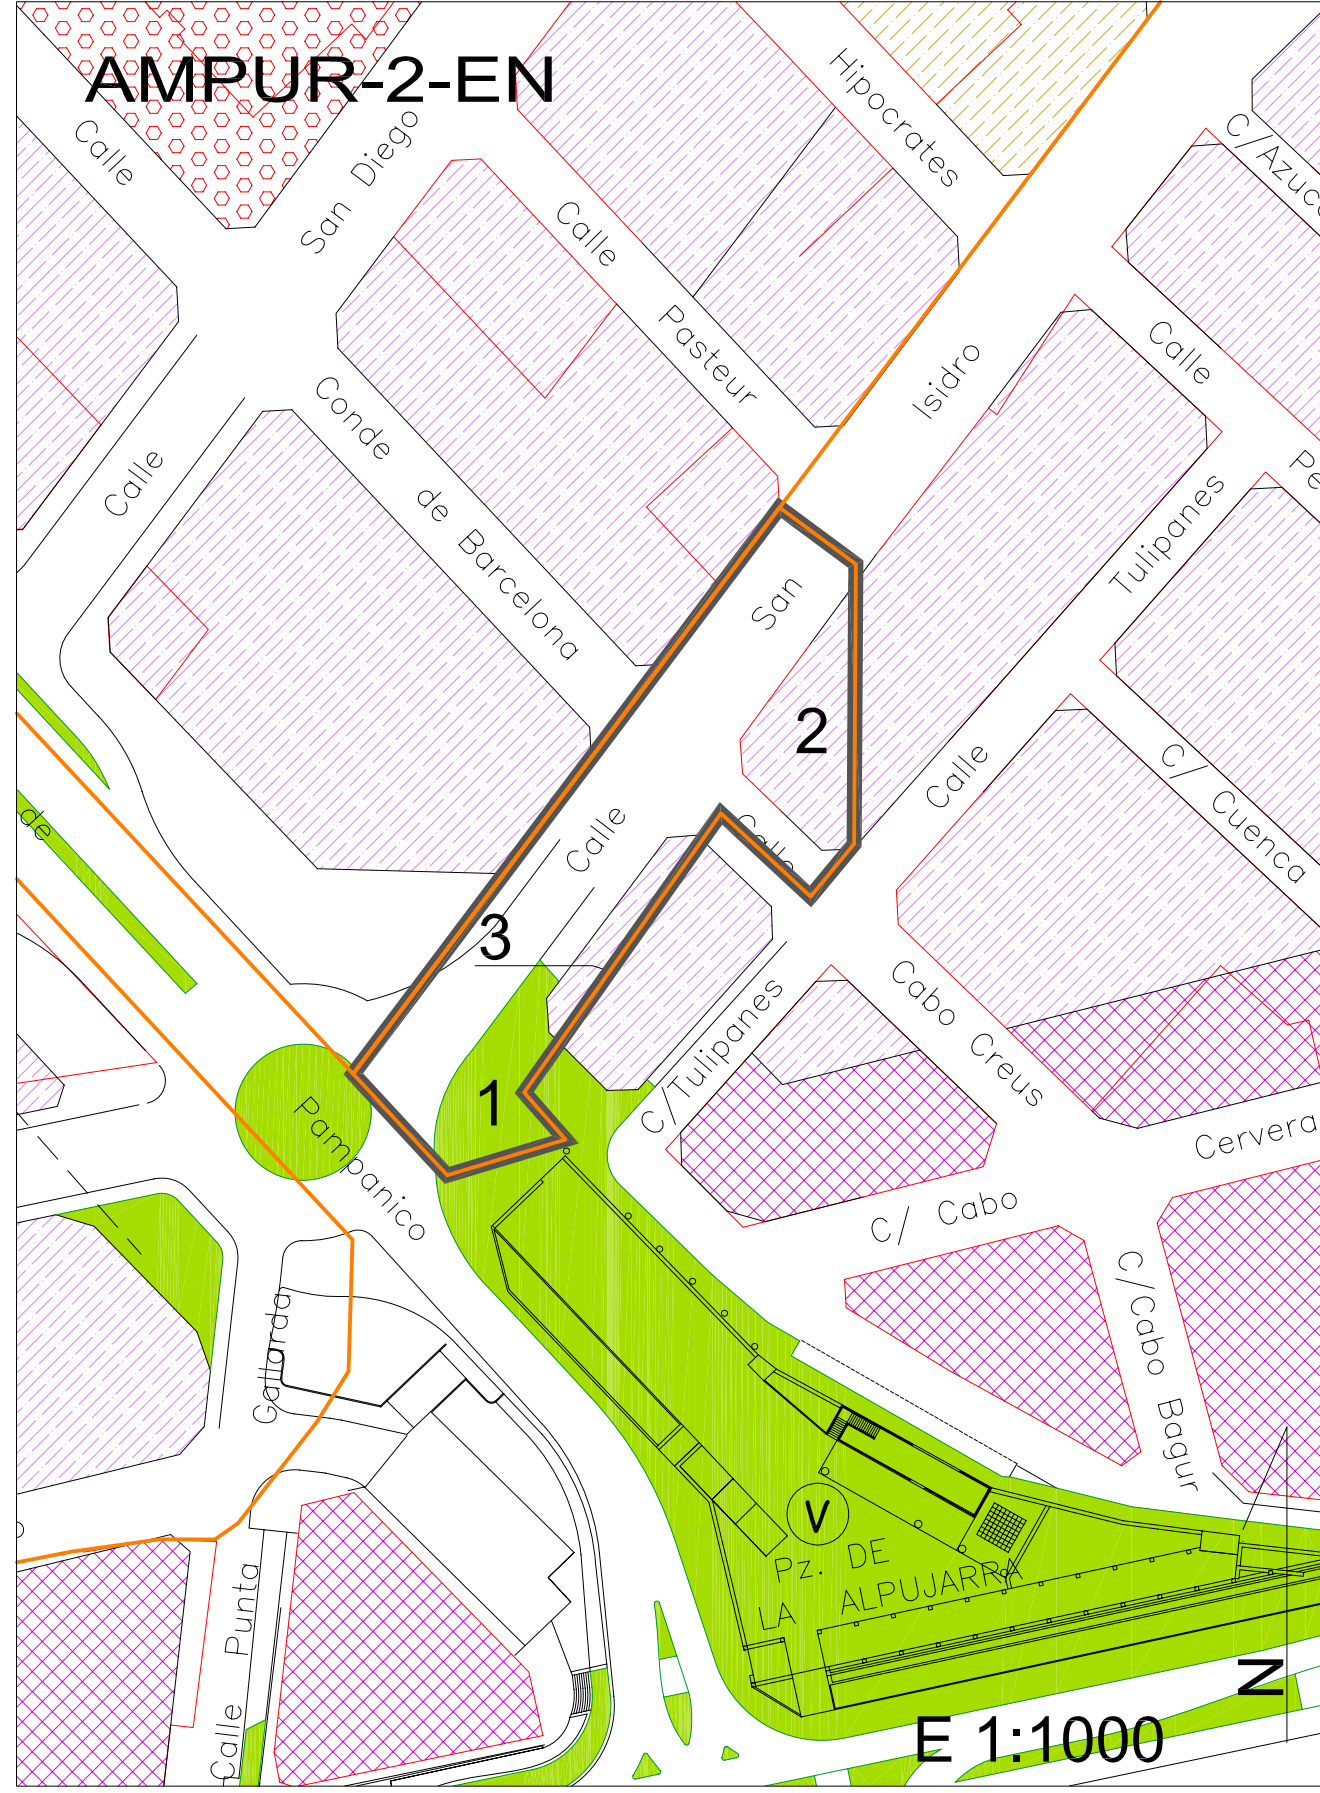 AMPUR-2-EN
Calle
San Diego
Hipocrates
C/Azuc
Calle
Pasteur
Isidro
Calle
Pe
Conde
de Barcelona
Calle
Tulipanes
San
2
Calle
C/ Cuenca
Calle
Calle
de
3
Cabo Creus
C/Tulipanes
1
Pampanico
Cervera
C/ Cabo
C/Cabo Bagur
Gallarda
V
Pz. DE
LA ALPUJARRA
Calle Punta
N
E 1:1000